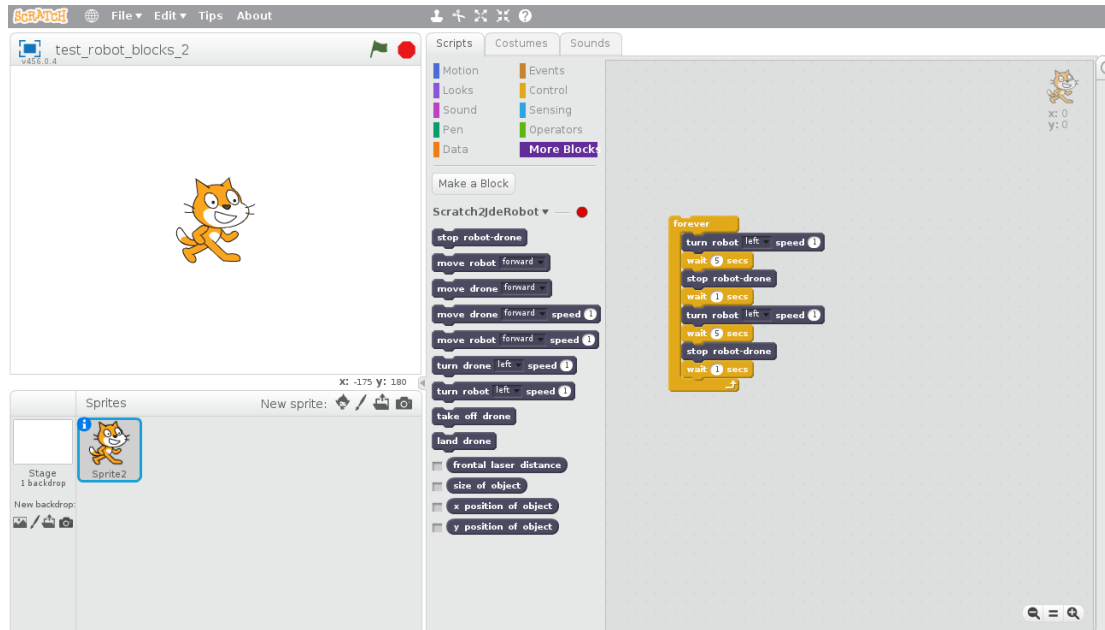 SCRATCH File Edit Tips About
test_robot_blocks_2
v456.0.4
X: -175 y: 180
Sprites New sprite:
Stage
1 backdrop
Sprite2
New backdrop:
Scripts Costumes Sounds
Motion Events
Looks Control
Sound Sensing
Pen Operators
Data More Blocks
Make a Block
Scratch2JdeRobot
stop robot-drone
move robot forward
move drone forward
move drone forward speed 1
move robot forward speed 1
turn drone left speed 1
turn robot left speed 1
take off drone
land drone
frontal laser distance
size of object
x position of object
y position of object
forever
turn robot left speed 1
wait 5 secs
stop robot-drone
wait 1 secs
turn robot left speed 1
wait 5 secs
stop robot-drone
wait 1 secs
x: 0
y: 0